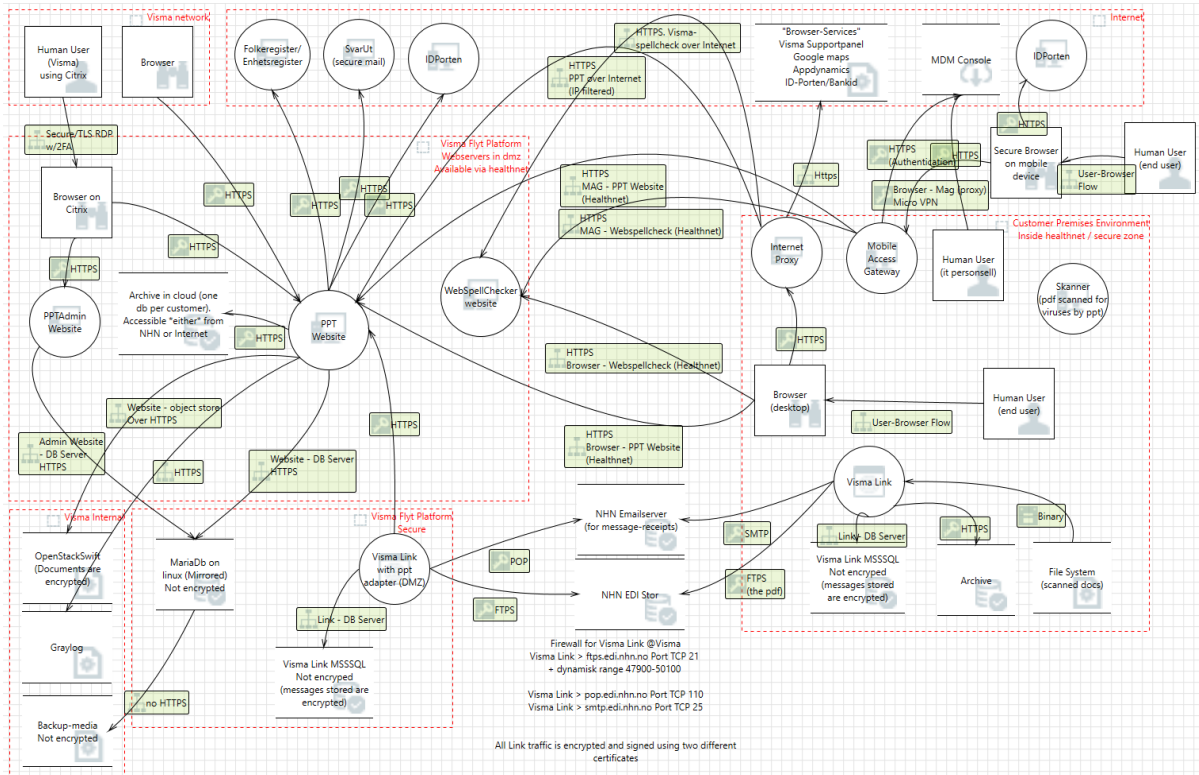 Visma network
Internet
Human User
(Visma)
using Citrix
Browser
Folkeregister/
Enhetsregister
SvarUt
(secure mail)
IDPorten
HTTPS. Visma-
spellcheck over Internet
HTTPS
PPT over Internet
(IP filtered)
"Browser-Services"
Visma Supportpanel
Google maps
Appdynamics
ID-Porten/Bankid
MDM Console
IDPorten
HTTPS
Secure/TLS RDP
w/2FA
Visma Flyt Platform
Webservers in dmz
Available via healthnet
HTTPS
(Authentication)
HTTPS
Secure Browser
on mobile
device
Human User
(end user)
User-Browser
Flow
Browser on
Citrix
HTTPS
HTTPS
HTTPS
HTTPS
HTTPS
MAG - PPT Website
(Healthnet)
HTTPS
MAG - Webspellcheck (Healthnet)
Https
Browser - Mag (proxy)
Micro VPN
Customer Premises Environment
Inside healthnet / secure zone
HTTPS
HTTPS
Internet
Proxy
Mobile
Access
Gateway
Human User
(it personsell)
Skanner
(pdf scanned for
viruses by ppt)
PPTAdmin
Website
Archive in cloud (one
db per customer).
Accessible *either* from
NHN or Internet
HTTPS
PPT
Website
WebSpellChecker
website
HTTPS
HTTPS
Browser - Webspellcheck (Healthnet)
Browser
(desktop)
Human User
(end user)
User-Browser Flow
Website - object store
Over HTTPS
HTTPS
HTTPS
Browser - PPT Website
(Healthnet)
Admin Website
- DB Server
HTTPS
HTTPS
Website - DB Server
HTTPS
Visma Link
Visma Internal
Visma Flyt Platform
Secure
NHN Emailserver
(for message-receipts)
SMTP
Link - DB Server
HTTPS
Binary
OpenStackSwift
(Documents are
encrypted)
MariaDb on
linux (Mirrored)
Not encrypted
Visma Link
with ppt
adapter (DMZ)
POP
FTPS
(the pdf)
Visma Link MSSSQL
Not encryped
(messages stored
are encrypted)
Archive
File System
(scanned docs)
NHN EDI Stor
FTPS
Link - DB Server
Graylog
Visma Link MSSSQL
Not encryped
(messages stored are
encrypted)
Firewall for Visma Link @Visma
Visma Link > ftps.edi.nhn.no Port TCP 21
+ dynamisk range 47900-50100
Visma Link > pop.edi.nhn.no Port TCP 110
Visma Link > smtp.edi.nhn.no Port TCP 25
no HTTPS
Backup-media
Not encrypted
All Link traffic is encrypted and signed using two different
certificates